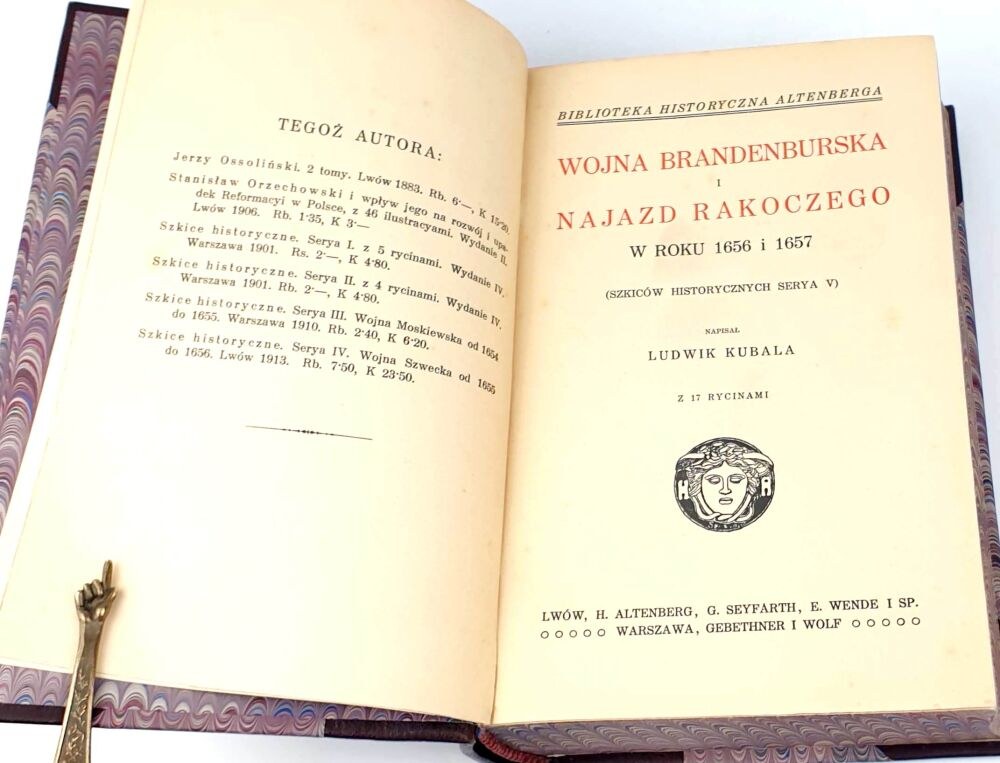 TEGOŻ AUTORA:
Jerzy Ossoliński. 2 tomy. Lwów 1883. Rb. 6·—, K 15·20
Stanisław Orzechowski i wpływ jego na rozwój i upa-
dek Reformacyi w Polsce, z 46 ilustracyami. Wydanie II.
Lwów 1906. Rb. 1·35, K 3·—
Szkice historyczne. Serya I. z 5 rycinami. Wydanie IV.
Warszawa 1901. Rs. 2·—, K 4·80.
Szkice historyczne. Serya II. z 4 rycinami. Wydanie IV.
Warszawa 1901. Rb. 2·—, K 4·80.
Szkice historyczne. Serya III. Wojna Moskiewska od 1654
do 1655. Warszawa 1910. Rb. 2·40, K 6·20.
Szkice historyczne. Serya IV. Wojna Szwecka od 1655
do 1656. Lwów 1913. Rb. 7·50, K 23·50.
BIBLIOTEKA HISTORYCZNA ALTENBERGA
WOJNA BRANDENBURSKA
I
NAJAZD RAKOCZEGO
W ROKU 1656 i 1657
(SZKICÓW HISTORYCZNYCH SERYA V)
NAPISAŁ
LUDWIK KUBALA
Z 17 RYCINAMI
H A
LWÓW, H. ALTENBERG, G. SEYFARTH, E. WENDE I SP.
WARSZAWA, GEBETHNER I WOLF